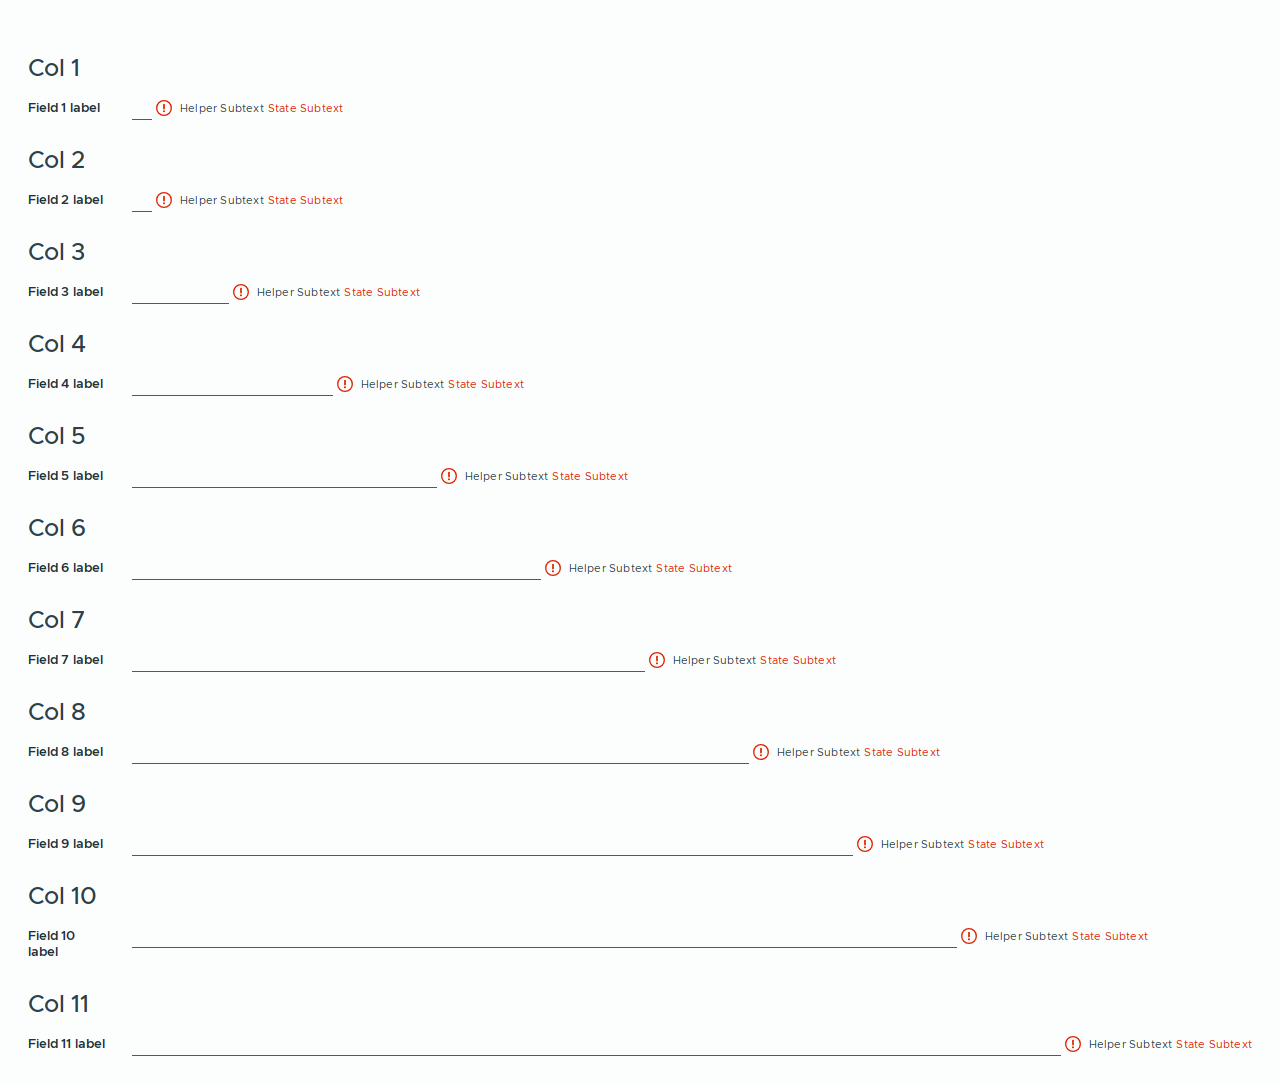 Col 1
Field 1 label Helper Subtext State Subtext
Col 2
Field 2 label Helper Subtext State Subtext
Col 3
Field 3 label Helper Subtext State Subtext
Col 4
Field 4 label Helper Subtext State Subtext
Col 5
Field 5 label Helper Subtext State Subtext
Col 6
Field 6 label Helper Subtext State Subtext
Col 7
Field 7 label Helper Subtext State Subtext
Col 8
Field 8 label Helper Subtext State Subtext
Col 9
Field 9 label Helper Subtext State Subtext
Col 10
Field 10 Helper Subtext State Subtext
label
Col 11
Field 11 label Helper Subtext State Subtext